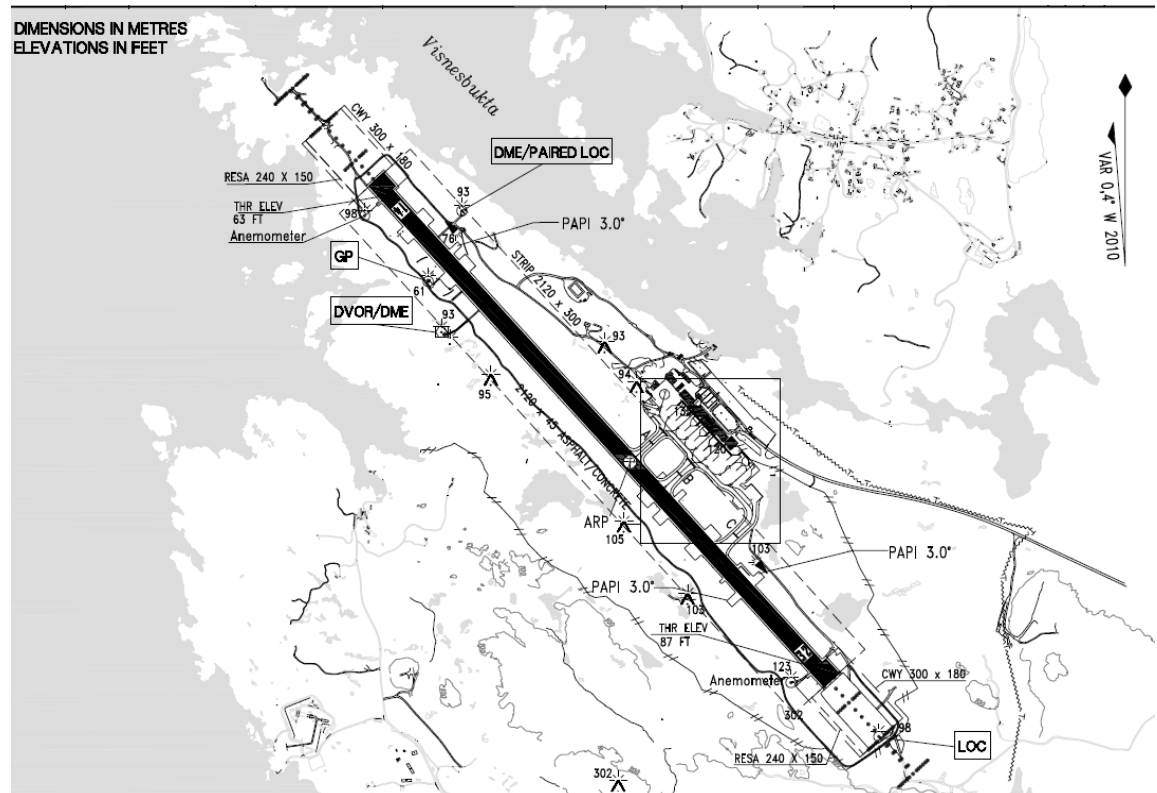 DIMENSIONS IN METRES
ELEVATIONS IN FEET
Visnesbukta
CWY 300 x 180
DME/PAIRED LOC
RESA 240 X 150
93
THR ELEV
63 FT
98
Anemometer
76
PAPI 3.0°
VAR 0,4° W 2010
GP
61
STRIP 2120 x 300
DVOR/DME
93
93
95
94
120
2120 x 45 ASPHALT/CONCRETE
A
B
C
ARP
105
103
PAPI 3.0°
PAPI 3.0°
103
THR ELEV
87 FT
123
Anemometer
CWY 300 x 180
302
98
LOC
RESA 240 X 150
302